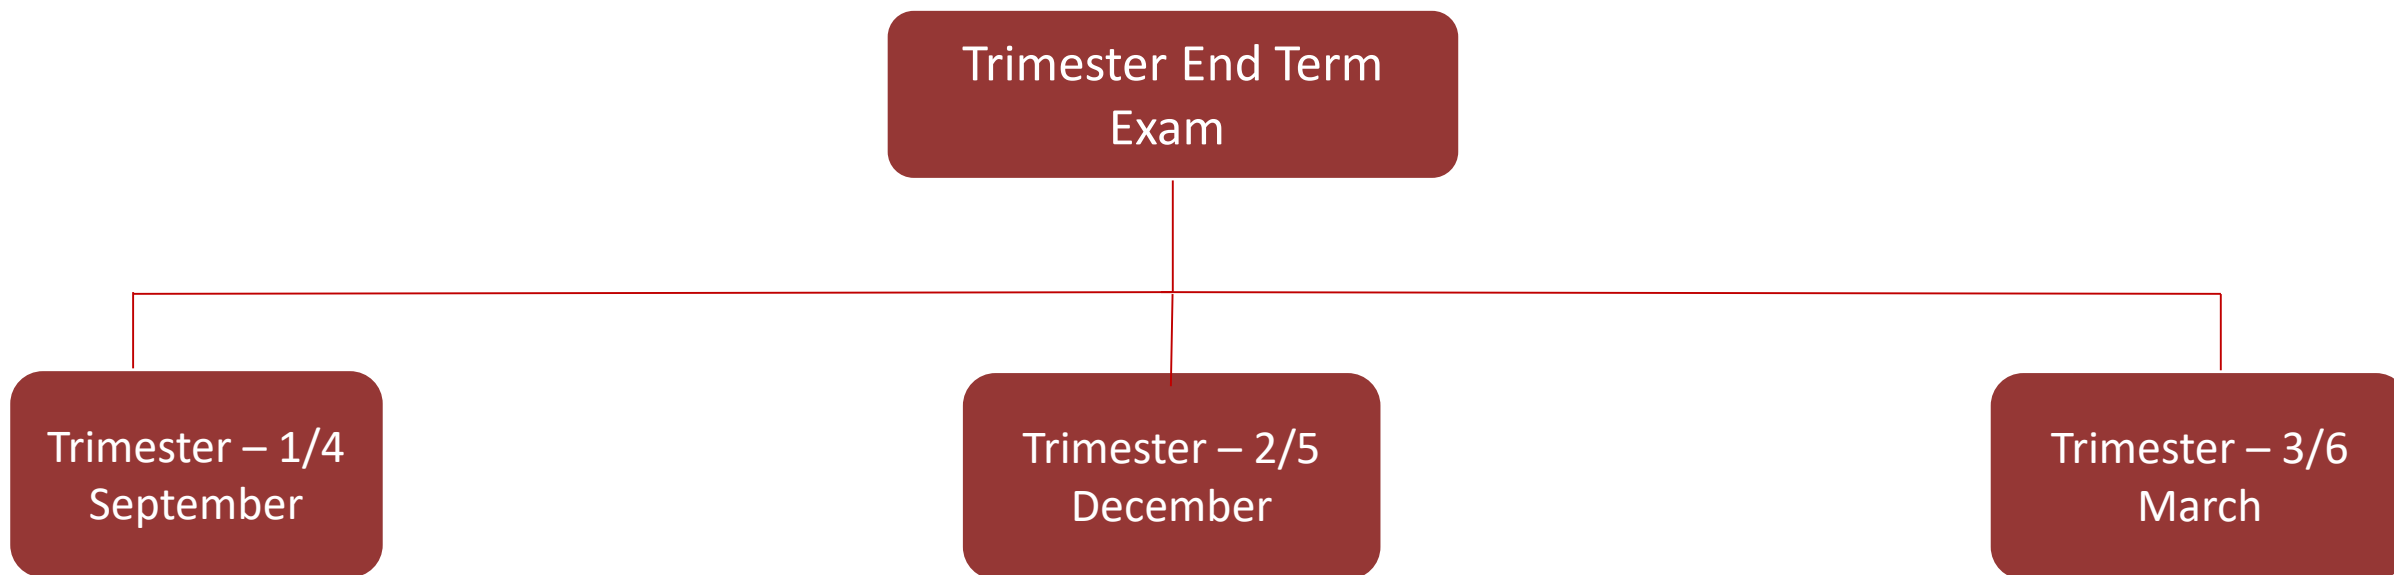 Trimester End Term
Exam
Trimester – 1/4
September
Trimester – 2/5
December
Trimester – 3/6
March